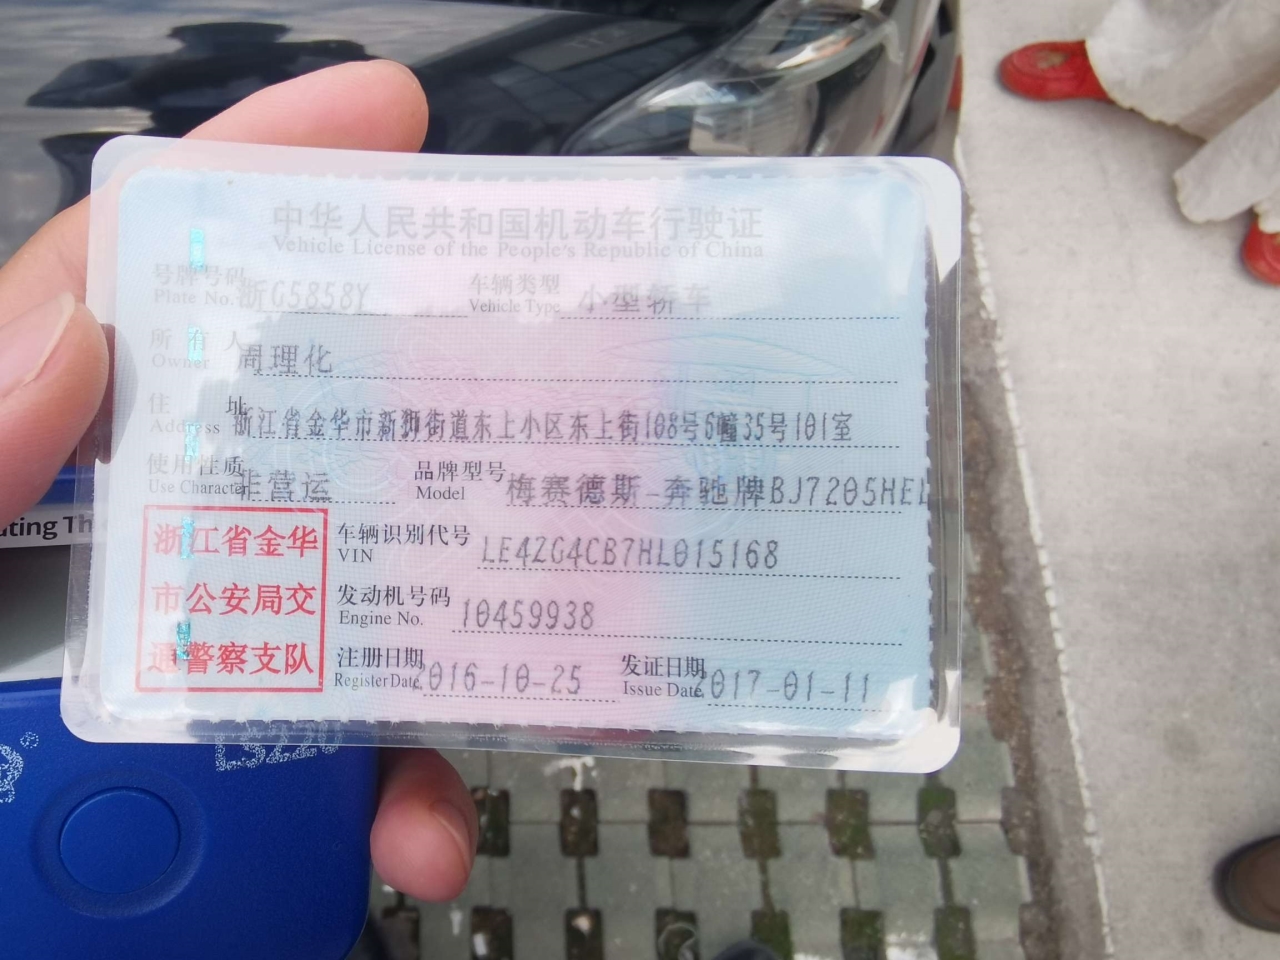 中华人民共和国机动车行驶证
Vehicle License of the People's Republic of China
号牌号码 浙G5858Y 车辆类型 小型轿车
Plate No. Vehicle Type
所有人 周理化
Owner
住址 浙江省金华市新狮街道东上小区东上街108号6幢35号101室
Address
使用性质 非营运 品牌型号 梅赛德斯-奔驰牌BJ7205HEL
Use Character Model
浙江省金华
市公安局交
通警察支队
车辆识别代号 LE4ZG4CB7HL015168
VIN
发动机号码 10459938
Engine No.
注册日期 2016-10-25 发证日期 2017-01-11
Register Date Issue Date
LS220